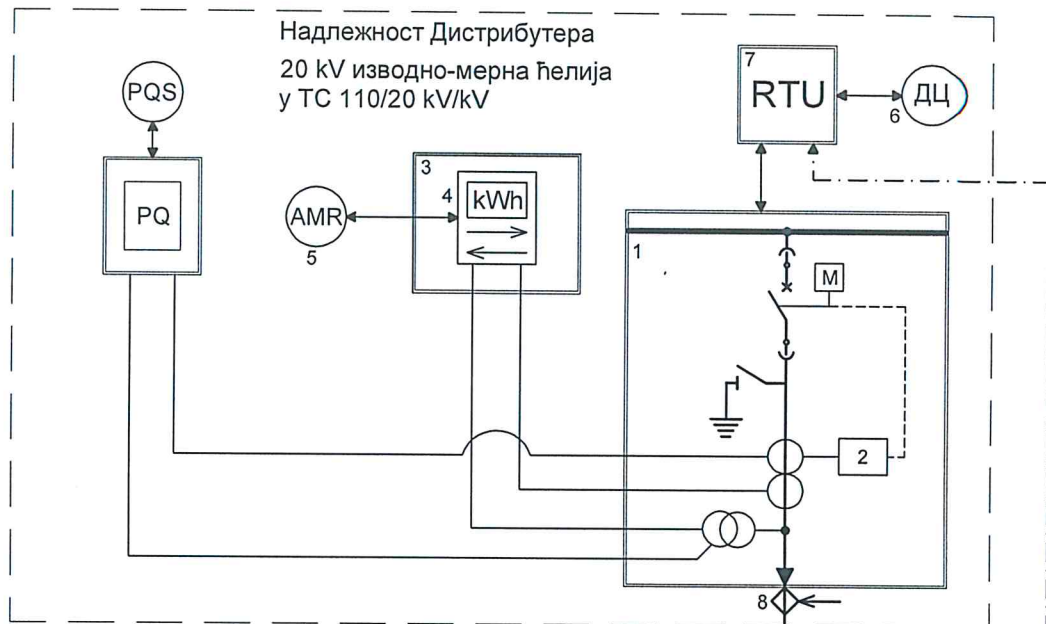 Надлежност Дистрибутера
20 kV изводно-мерна ћелија
у ТС 110/20 kV/kV
PQS
PQ
AMR
5
3
4
kWh
7
RTU
6
ДЦ
1
M
2
8